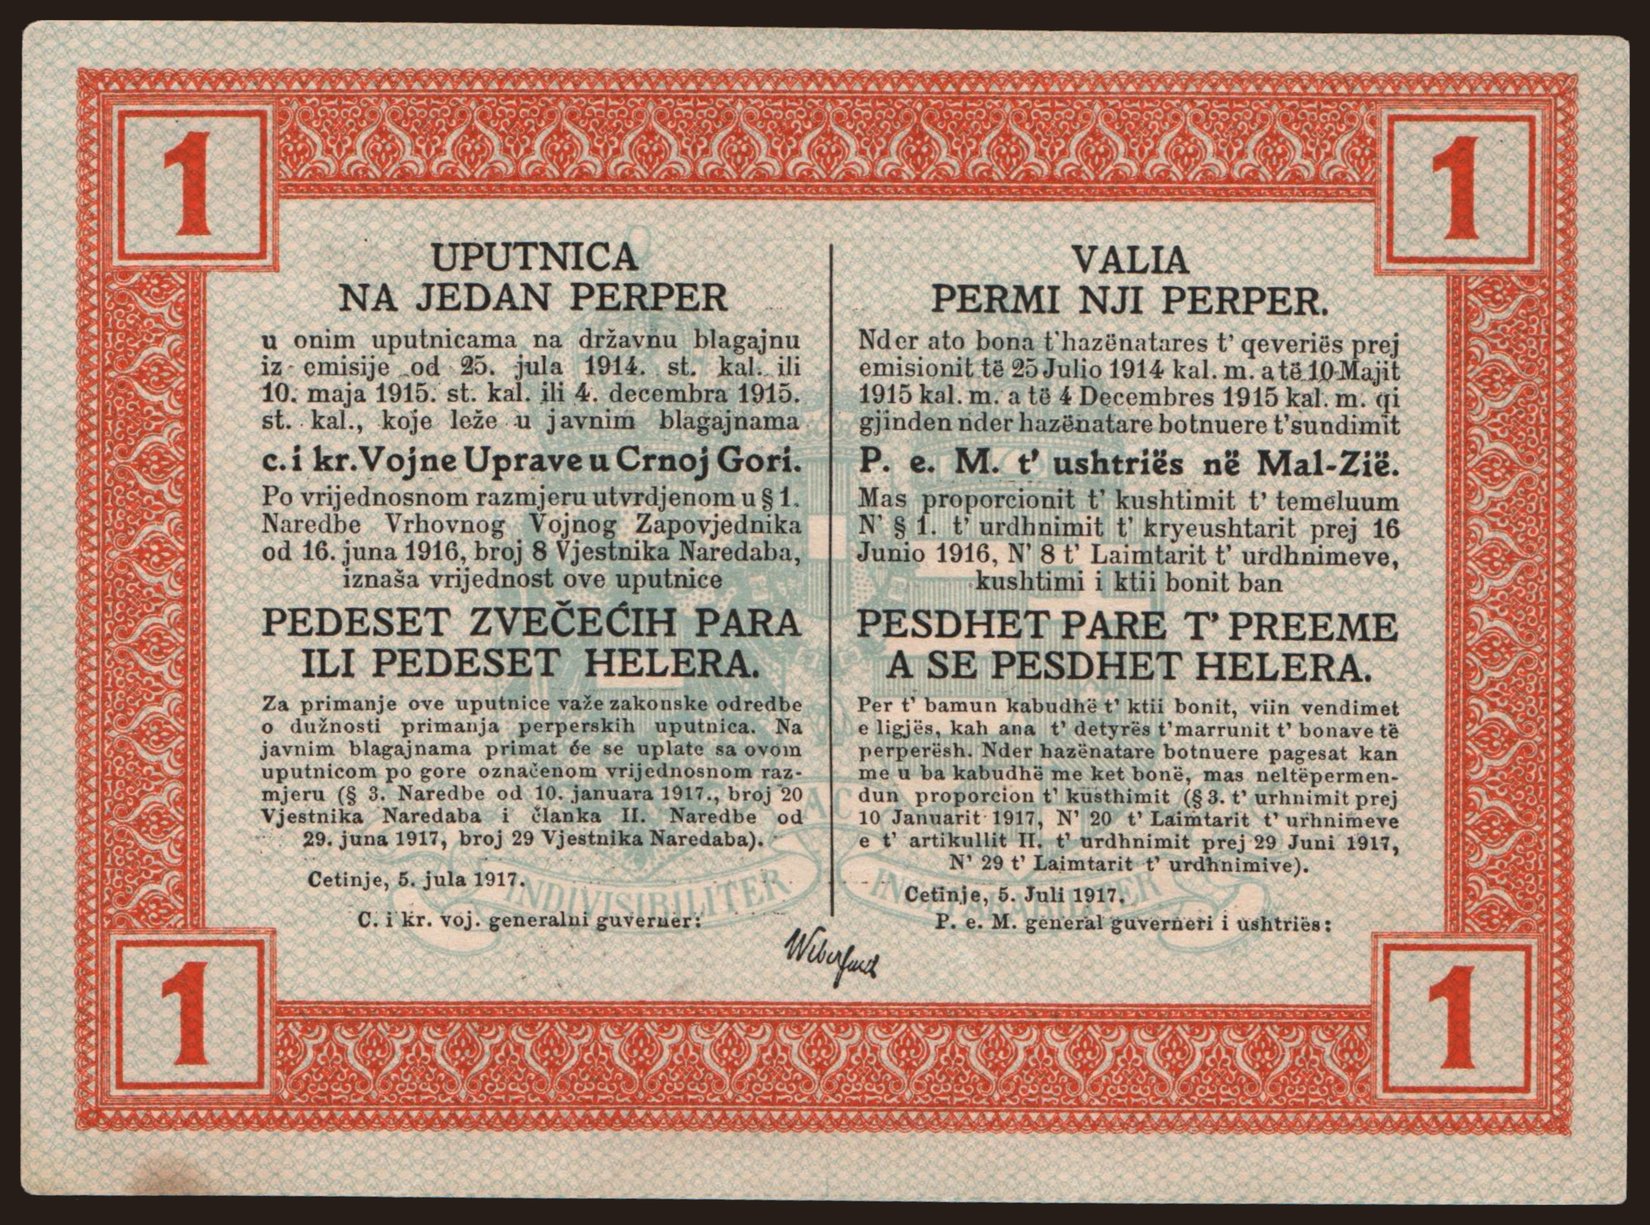 1
1
UPUTNICA
NA JEDAN PERPER
u onim uputnicama na državnu blagajnu
iz emisije od 25. jula 1914. st. kal. ili
10. maja 1915. st. kal. ili 4. decembra 1915.
st. kal., koje leže u javnim blagajnama
c. i kr. Vojne Uprave u Crnoj Gori.
Po vrijednosnom razmjeru utvrdjenom u § 1.
Naredbe Vrhovnog Vojnog Zapovjednika
od 16. juna 1916, broj 8 Vjestnika Naredaba,
iznaša vrijednost ove uputnice
PEDESET ZVEČEĆIH PARA
ILI PEDESET HELERA.
Za primanje ove uputnice važe zakonske odredbe
o dužnosti primanja perperskih uputnica. Na
javnim blagajnama primat će se uplate sa ovom
uputnicom po gore označenom vrijednosnom raz-
mjeru (§ 3. Naredbe od 10. januara 1917., broj 20
Vjestnika Naredaba i članka II. Naredbe od
29. juna 1917, broj 29 Vjestnika Naredaba).
Cetinje, 5. jula 1917.
C. i kr. voj. generalni guverner:
VALIA
PERMI NJI PERPER.
Nder ato bona t'hazënatares t' qeveriës prej
emisionit të 25 Julio 1914 kal. m. a të 10 Majit
1915 kal. m. a të 4 Decembres 1915 kal. m. qi
gjinden nder hazënatare botnuere t'sundimit
P. e. M. t' ushtriës në Mal-Zië.
Mas proporcionit t' kushtimit t' temeluum
N' § 1. t' urdhnimit t' kryeushtarit prej 16
Junio 1916, N' 8 t' Laimtarit t' urdhnimeve,
kushtimi i ktii bonit ban
PESDHET PARE T' PREEME
A SE PESDHET HELERA.
Per t' bamun kabudhë t' ktii bonit, viin vendimet
e ligjës, kah ana t' detyrës t'marrunit t' bonave të
perperësh. Nder hazënatare botnuere pagesat kan
me u ba kabudhë me ket bonë, mas neltëpermen-
dun proporcion t' kusthimit (§ 3. t' urhnimit prej
10 Januarit 1917, N' 20 t' Laimtarit t' urhnimeve
e t' artikullit II. t' urdhnimit prej 29 Juni 1917,
N' 29 t' Laimtarit t' urdhnimive).
Cetinje, 5. Juli 1917.
P. e. M. general guverneri i ushtriës:
INDIVISIBILITER
1
1